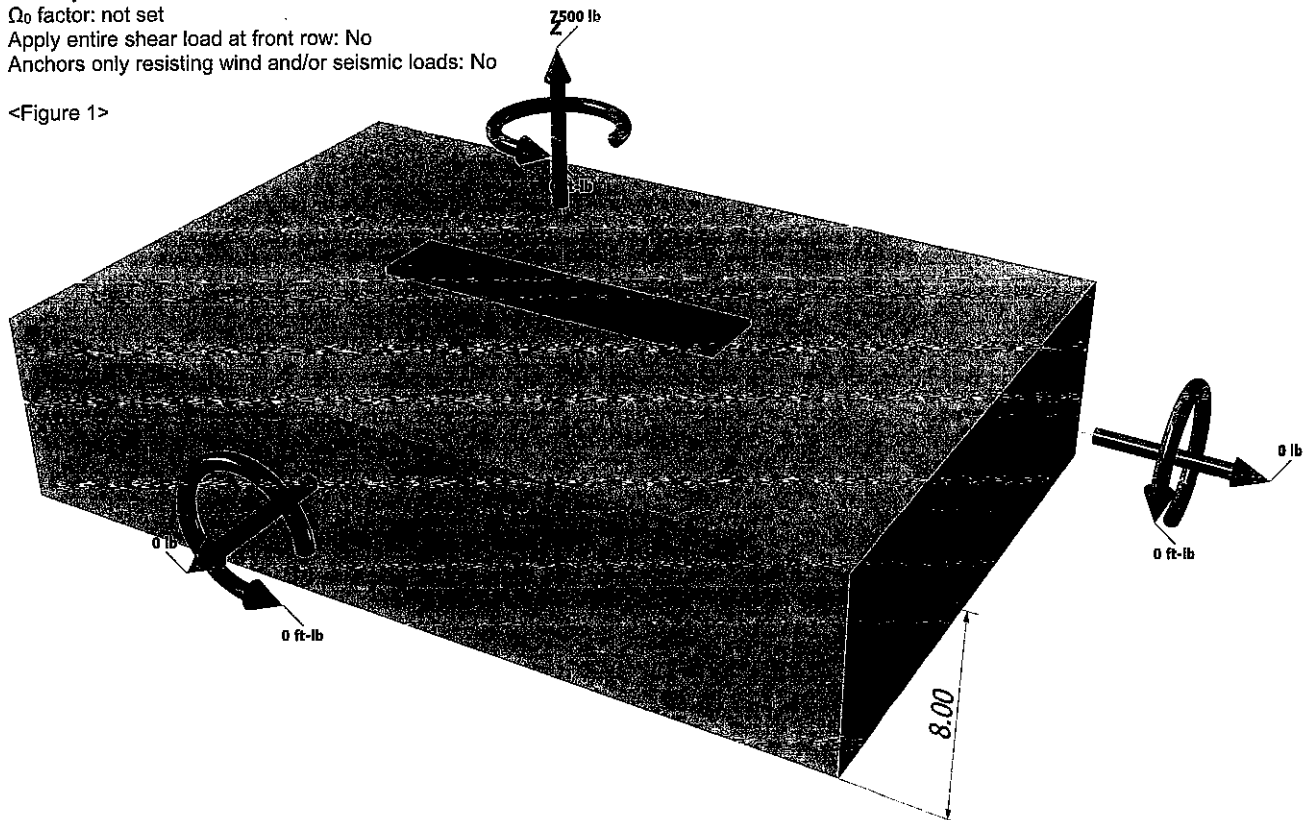 Ω0 factor: not set
Apply entire shear load at front row: No
Anchors only resisting wind and/or seismic loads: No
<Figure 1>
7500 lb
Z
0 lb
0 ft-lb
0 lb
0 ft-lb
8.00